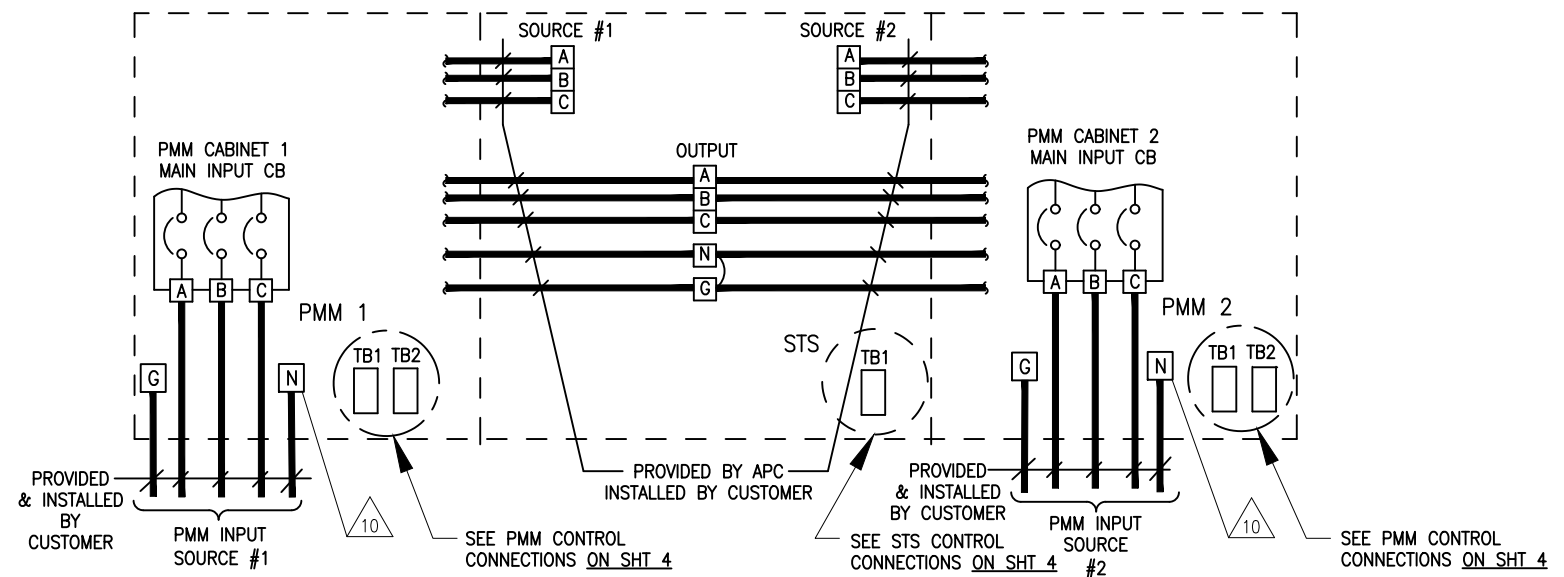 SOURCE #1
A
B
C
SOURCE #2
A
B
C
OUTPUT
A
B
C
N
G
PMM CABINET 1
MAIN INPUT CB
A
B
C
PMM 1
TB1 TB2
G
N
STS
TB1
PMM CABINET 2
MAIN INPUT CB
A
B
C
PMM 2
TB1 TB2
G
N
PROVIDED
& INSTALLED
BY
CUSTOMER
PMM INPUT
SOURCE #1
10
SEE PMM CONTROL
CONNECTIONS ON SHT 4
PROVIDED BY APC
INSTALLED BY CUSTOMER
SEE STS CONTROL
CONNECTIONS ON SHT 4
PROVIDED
& INSTALLED
BY CUSTOMER
PMM INPUT
SOURCE
#2
10
SEE PMM CONTROL
CONNECTIONS ON SHT 4